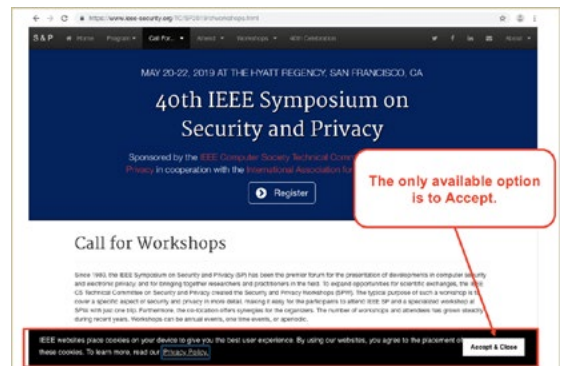 https://www.ieee-security.org/TC/SP2019/cfworkshops.html
S&P Home Program Call For... Attend Workshops 40th Celebration About
MAY 20-22, 2019 AT THE HYATT REGENCY, SAN FRANCISCO, CA
40th IEEE Symposium on
Security and Privacy
Sponsored by the IEEE Computer Society Technical
Privacy in cooperation with the International Association for
Register
The only available option
is to Accept.
Call for Workshops
Since 1980, the IEEE Symposium on Security and Privacy (SP) has been the premier forum for the presentation of developments in computer security
and electronic privacy, and for bringing together researchers and practitioners in the field. To expand opportunities for scientific exchanges, the IEEE
CS Technical Committee on Security and Privacy created the Security and Privacy Workshops (SPW). The typical purpose of such a workshop is to
cover a specific aspect of security and privacy in more detail, making it easy for the participants to attend IEEE SP and a specialized workshop at
SPW with just one trip. Furthermore, the co-location offers synergies for the organizers. The number of workshops and attendees has grown steadily
during recent years. Workshops can be annual events, one time events, or aperiodic.
IEEE websites place cookies on your device to give you the best user experience. By using our websites, you agree to the placement of
these cookies. To learn more, read our Privacy Policy.
Accept & Close